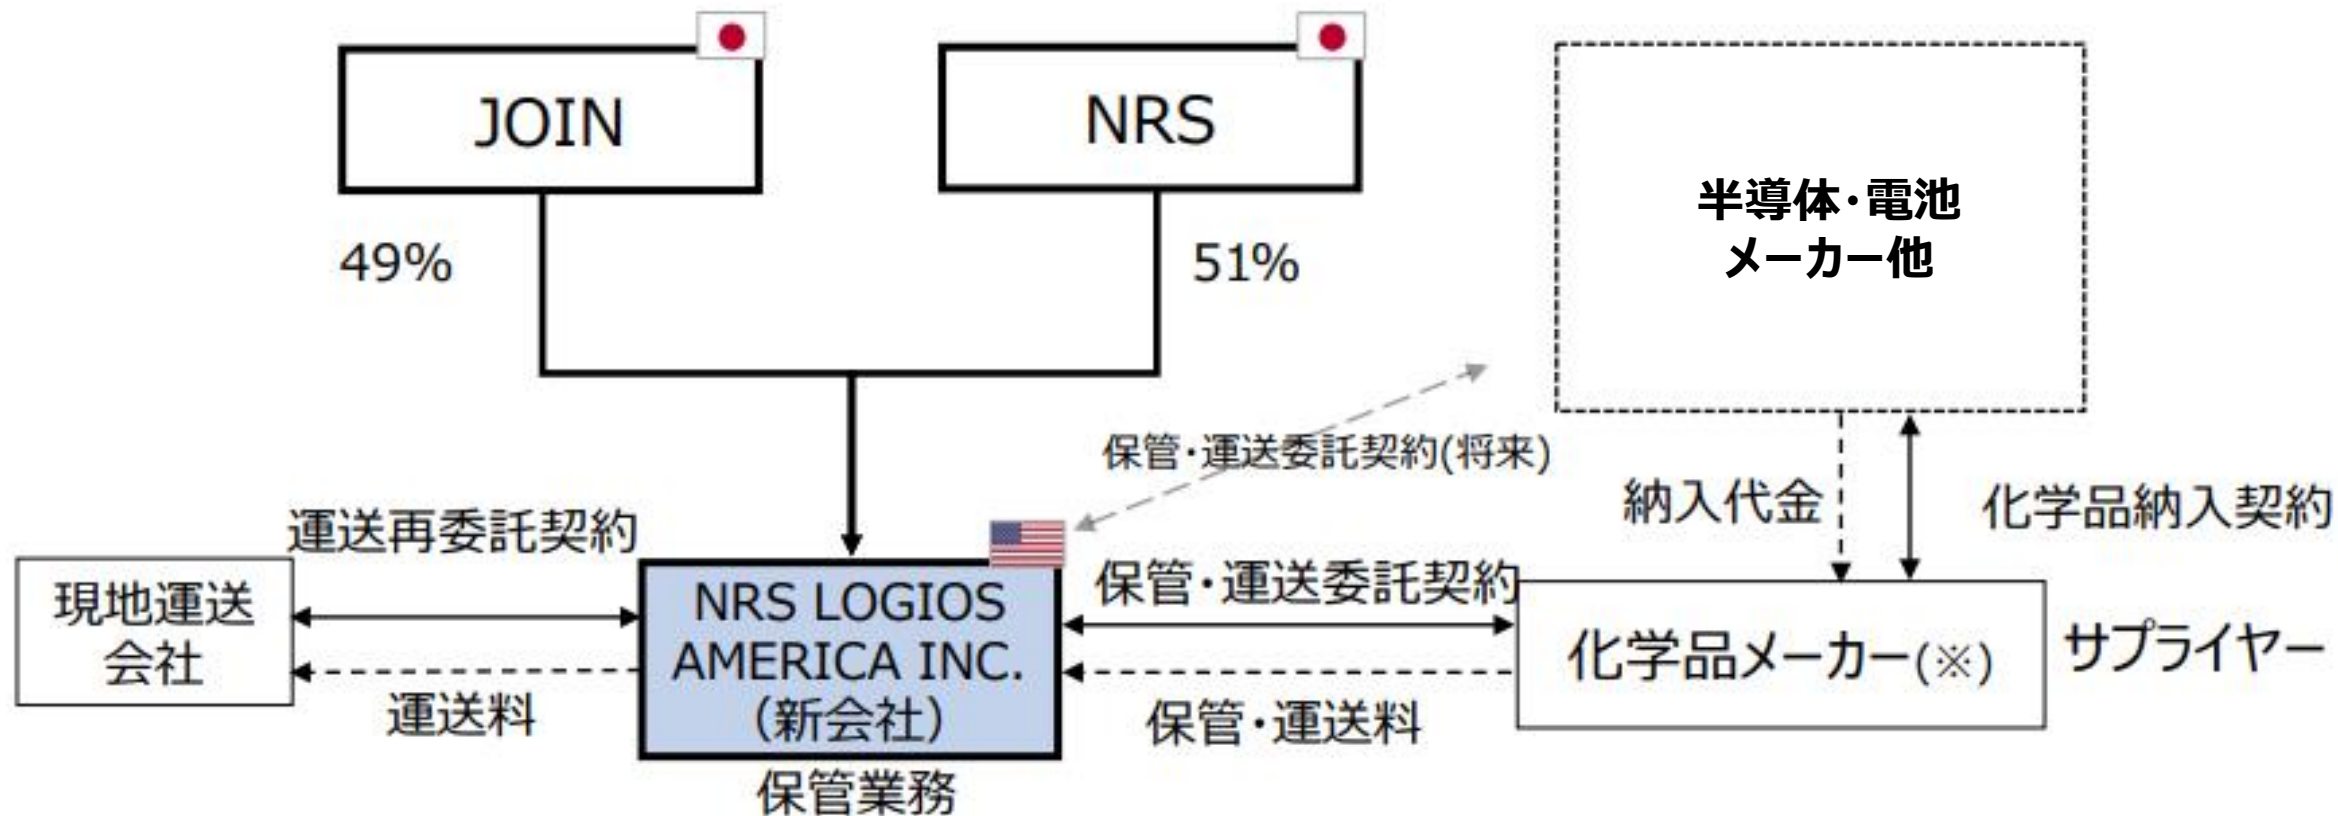 JOIN
NRS
半導体・電池
メーカー他
49%
51%
保管・運送委託契約(将来)
納入代金
化学品納入契約
運送再委託契約
現地運送
会社
NRS LOGIOS
AMERICA INC.
（新会社）
保管・運送委託契約
化学品メーカー(※)
サプライヤー
運送料
保管・運送料
保管業務